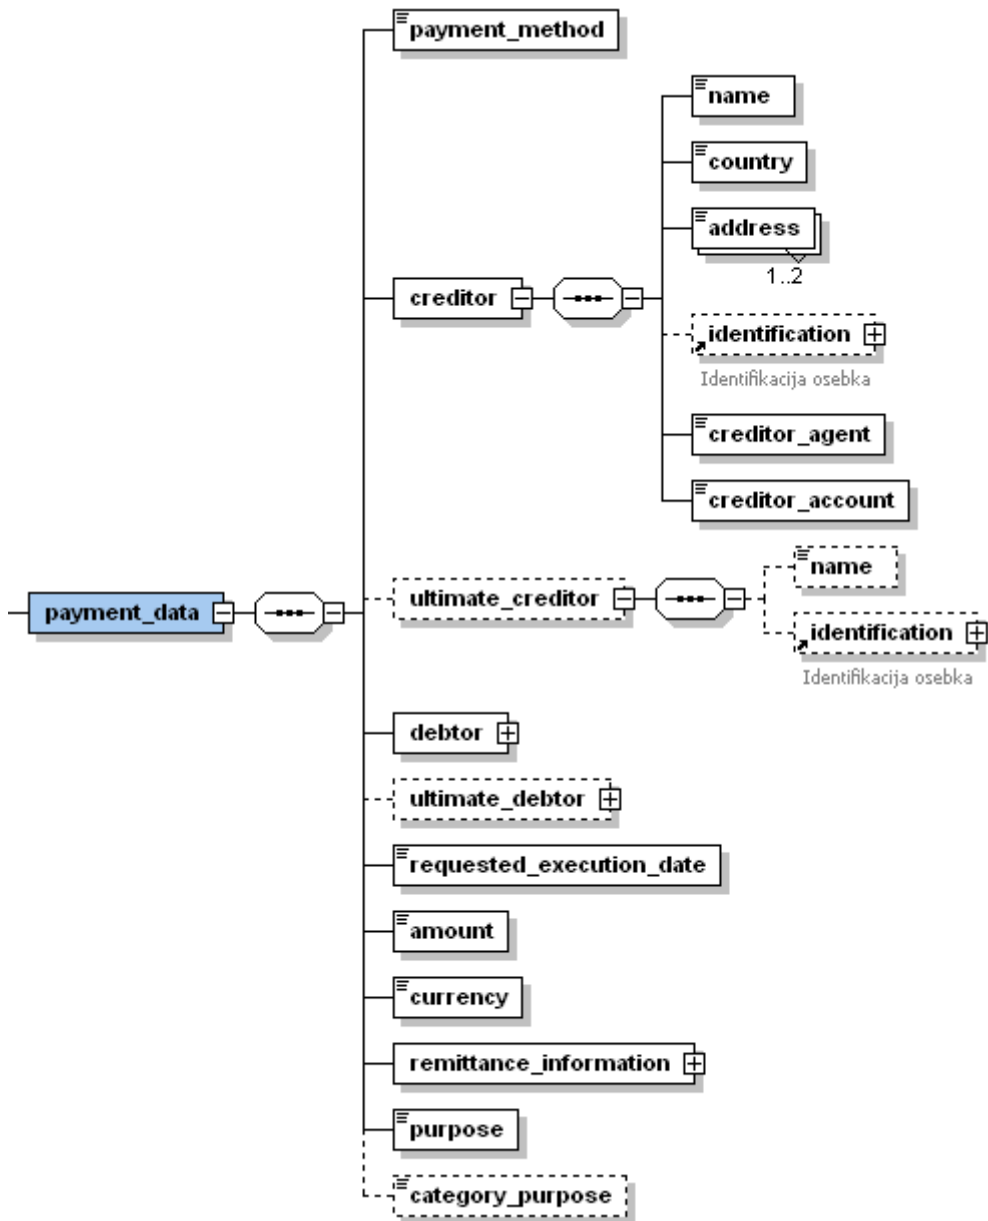 payment_method
name
country
address
1..2
creditor
identification
Identifikacija osebka
creditor_agent
creditor_account
name
ultimate_creditor
payment_data
identification
Identifikacija osebka
debtor
ultimate_debtor
requested_execution_date
amount
currency
remittance_information
purpose
category_purpose